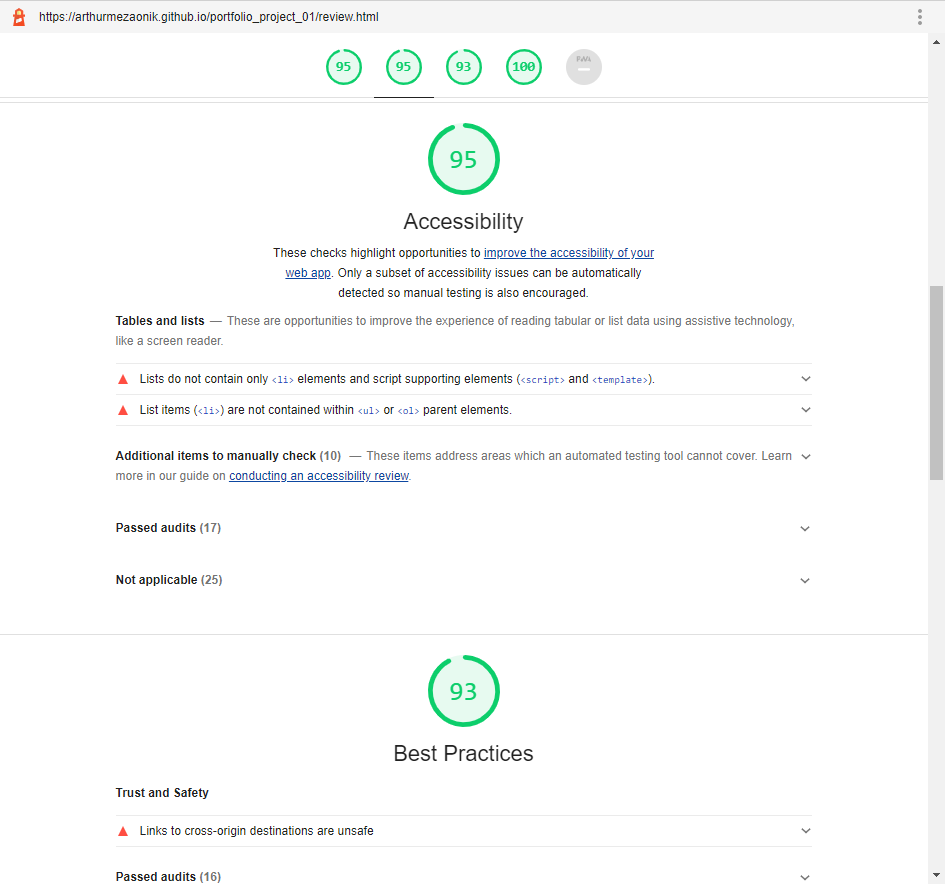 https://arthurmezaonik.github.io/portfolio_project_01/review.html
95 95 93 100 PWA
95
Accessibility
These checks highlight opportunities to improve the accessibility of your
web app. Only a subset of accessibility issues can be automatically
detected so manual testing is also encouraged.
Tables and lists — These are opportunities to improve the experience of reading tabular or list data using assistive technology,
like a screen reader.
Lists do not contain only <li> elements and script supporting elements (<script> and <template>).
List items (<li>) are not contained within <ul> or <ol> parent elements.
Additional items to manually check (10) — These items address areas which an automated testing tool cannot cover. Learn
more in our guide on conducting an accessibility review.
Passed audits (17)
Not applicable (25)
93
Best Practices
Trust and Safety
Links to cross-origin destinations are unsafe
Passed audits (16)